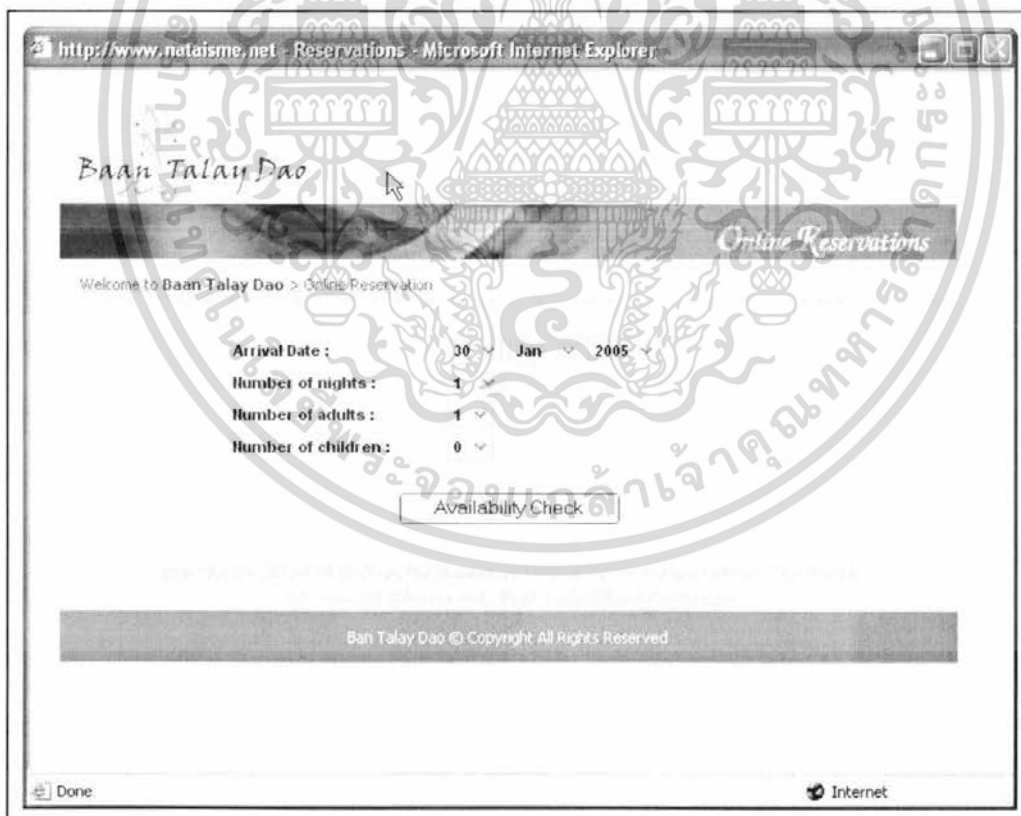 http://www.nataisme.net - Reservations - Microsoft Internet Explorer
Baan Talay Dao
Online Reservations
Welcome to Baan Talay Dao > Online Reservation
Arrival Date : 30 Jan 2005
Number of nights : 1
Number of adults : 1
Number of children : 0
Availability Check
Ban Talay Dao © Copyright All Rights Reserved
Done Internet